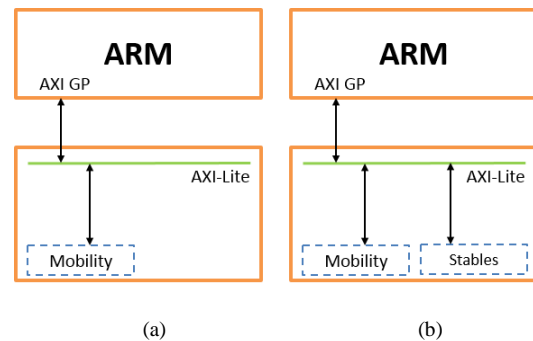 ARM
AXI GP
AXI-Lite
Mobility
(a)
ARM
AXI GP
AXI-Lite
Mobility
Stables
(b)